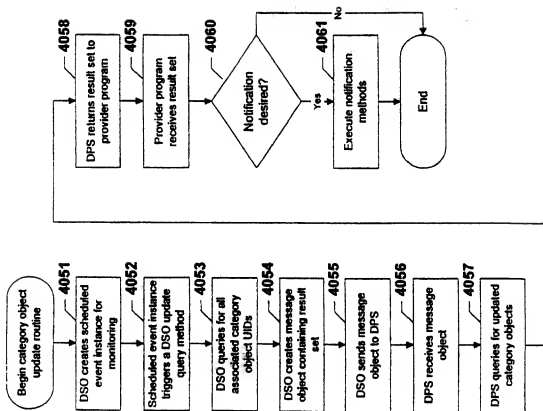 Begin category object
update routine
4051
DSO creates scheduled
event instance for
monitoring
4052
Scheduled event instance
triggers a DSO update
query method
4053
DSO queries for all
associated category
object UIDs
4054
DSO creates message
object containing result
set
4055
DSO sends message
object to DPS
4056
DPS receives message
object
4057
DPS queries for updated
category objects
4058
DPS returns result set to
provider program
4059
Provider program
receives result set
4060
Notification
desired?
No
Yes
4061
Execute notification
methods
End